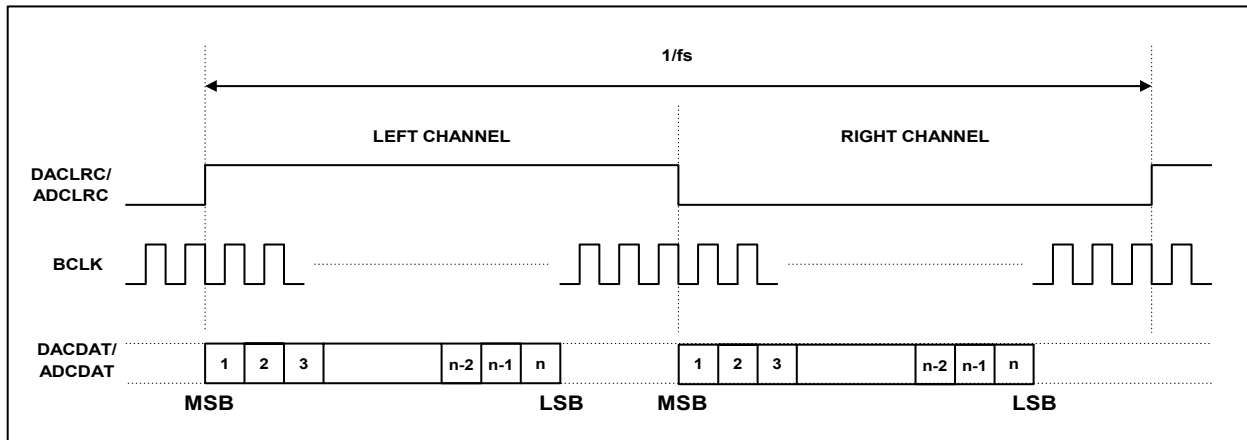 1/fs
LEFT CHANNEL RIGHT CHANNEL
DACLRC/
ADCLRC
BCLK
DACDAT/
ADCDAT
1 2 3 n-2 n-1 n 1 2 3 n-2 n-1 n
MSB LSB MSB LSB